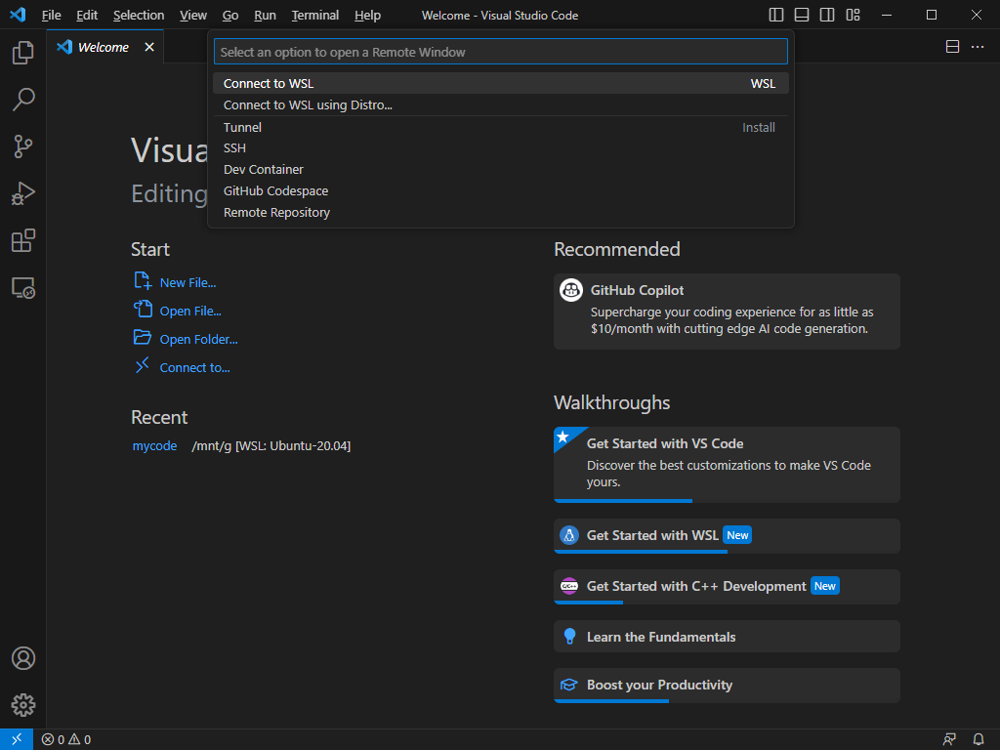 File Edit Selection View Go Run Terminal Help Welcome - Visual Studio Code
Welcome
Select an option to open a Remote Window
Connect to WSL WSL
Connect to WSL using Distro...
Tunnel Install
SSH
Dev Container
GitHub Codespace
Remote Repository
Visua
Editing
Start
New File...
Open File...
Open Folder...
Connect to...
Recent
mycode /mnt/g [WSL: Ubuntu-20.04]
Recommended
GitHub Copilot
Supercharge your coding experience for as little as
$10/month with cutting edge AI code generation.
Walkthroughs
Get Started with VS Code
Discover the best customizations to make VS Code
yours.
Get Started with WSL New
C/C++ Get Started with C++ Development New
Learn the Fundamentals
Boost your Productivity
0 0